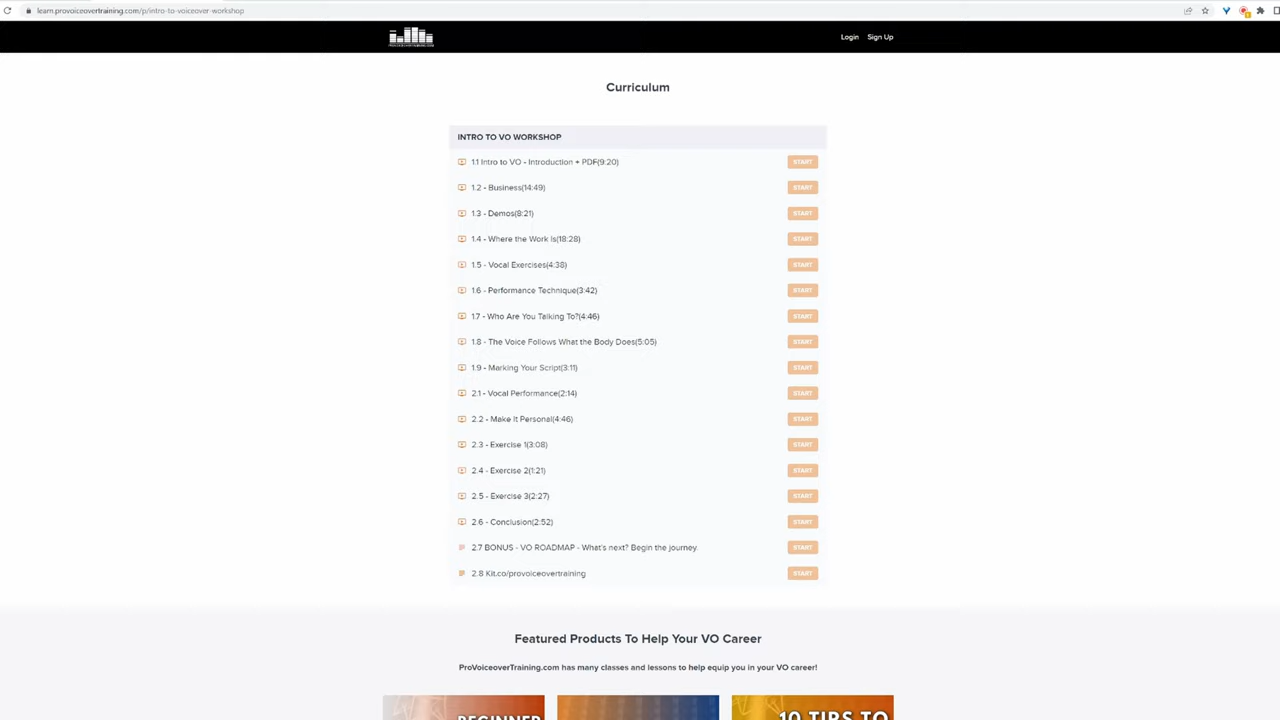 learn.provoiceovertraining.com/p/intro-to-voiceover-workshop
PROVOICEOVERTRAINING.COM
Login Sign Up
Curriculum
INTRO TO VO WORKSHOP
1.1 Intro to VO - Introduction + PDF(9:20) START
1.2 - Business(14:49) START
1.3 - Demos(8:21) START
1.4 - Where the Work Is(18:28) START
1.5 - Vocal Exercises(4:38) START
1.6 - Performance Technique(3:42) START
1.7 - Who Are You Talking To?(4:46) START
1.8 - The Voice Follows What the Body Does(5:05) START
1.9 - Marking Your Script(3:11) START
2.1 - Vocal Performance(2:14) START
2.2 - Make It Personal(4:46) START
2.3 - Exercise 1(3:08) START
2.4 - Exercise 2(1:21) START
2.5 - Exercise 3(2:27) START
2.6 - Conclusion(2:52) START
2.7 BONUS - VO ROADMAP - What's next? Begin the journey START
2.8 Kit.co/provoiceovertraining START
Featured Products To Help Your VO Career
ProVoiceoverTraining.com has many classes and lessons to help equip you in your VO career!
BEGINNER
10 TIPS TO